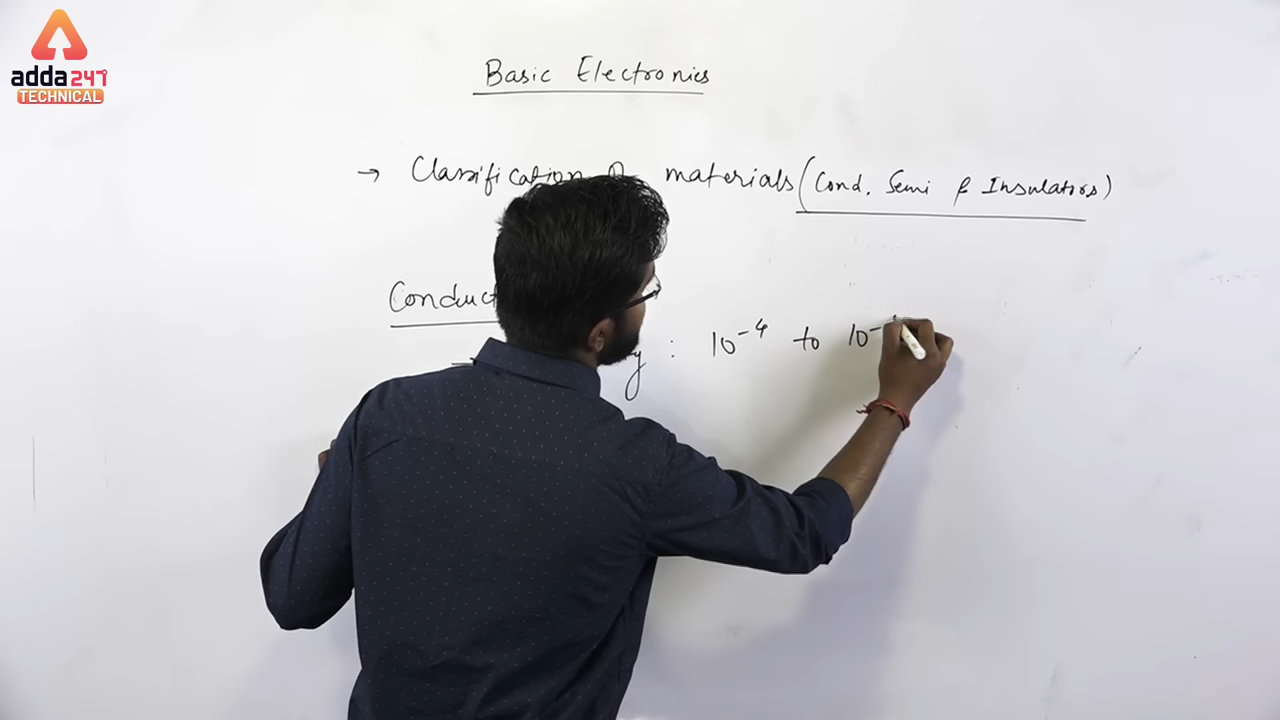 adda247
TECHNICAL
Basic Electronics
→ Classification materials (Cond. Semi & Insulators)
Conduct
y : 10⁻⁴ to 10⁻